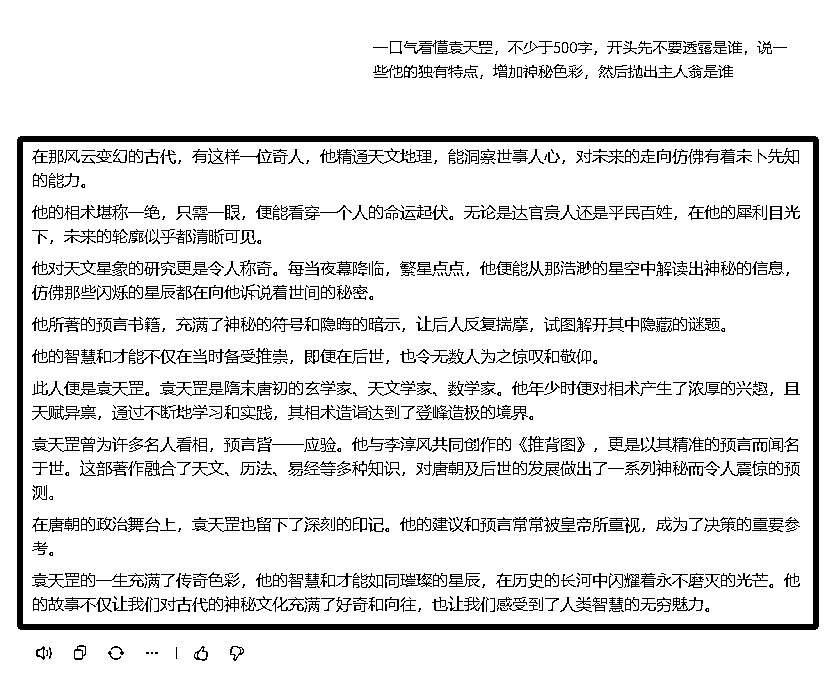 一口气看懂袁天罡，不少于500字，开头先不要透露是谁，说一
些他的独有特点，增加神秘色彩，然后抛出主人翁是谁
在那风云变幻的古代，有这样一位奇人，他精通天文地理，能洞察世事人心，对未来的走向仿佛有着未卜先知
的能力。
他的相术堪称一绝，只需一眼，便能看穿一个人的命运起伏。无论是达官贵人还是平民百姓，在他的犀利目光
下，未来的轮廓似乎都清晰可见。
他对天文星象的研究更是令人称奇。每当夜幕降临，繁星点点，他便能从那浩渺的星空中解读出神秘的信息，
仿佛那些闪烁的星辰都在向他诉说着世间的秘密。
他所著的预言书籍，充满了神秘的符号和隐晦的暗示，让后人反复揣摩，试图解开其中隐藏的谜题。
他的智慧和才能不仅在当时备受推崇，即便在后世，也令无数人为之惊叹和敬仰。
此人便是袁天罡。袁天罡是隋末唐初的玄学家、天文学家、数学家。他年少时便对相术产生了浓厚的兴趣，且
天赋异禀，通过不断地学习和实践，其相术造诣达到了登峰造极的境界。
袁天罡曾为许多名人看相，预言皆一一应验。他与李淳风共同创作的《推背图》，更是以其精准的预言而闻名
于世。这部著作融合了天文、历法、易经等多种知识，对唐朝及后世的发展做出了一系列神秘而令人震惊的预
测。
在唐朝的政治舞台上，袁天罡也留下了深刻的印记。他的建议和预言常常被皇帝所重视，成为了决策的重要参
考。
袁天罡的一生充满了传奇色彩，他的智慧和才能如同璀璨的星辰，在历史的长河中闪耀着永不磨灭的光芒。他
的故事不仅让我们对古代的神秘文化充满了好奇和向往，也让我们感受到了人类智慧的无穷魅力。